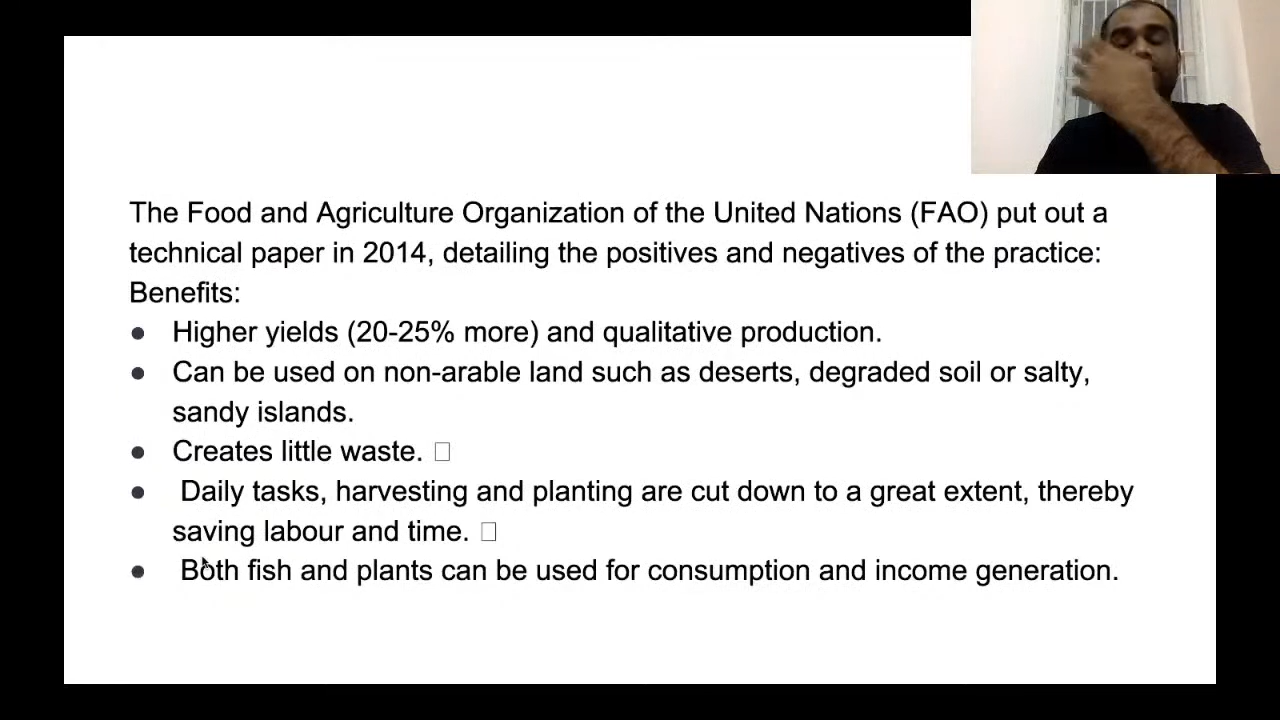 The Food and Agriculture Organization of the United Nations (FAO) put out a
technical paper in 2014, detailing the positives and negatives of the practice:
Benefits:
● Higher yields (20-25% more) and qualitative production.
● Can be used on non-arable land such as deserts, degraded soil or salty,
sandy islands.
● Creates little waste. □
● Daily tasks, harvesting and planting are cut down to a great extent, thereby
saving labour and time. □
● Both fish and plants can be used for consumption and income generation.